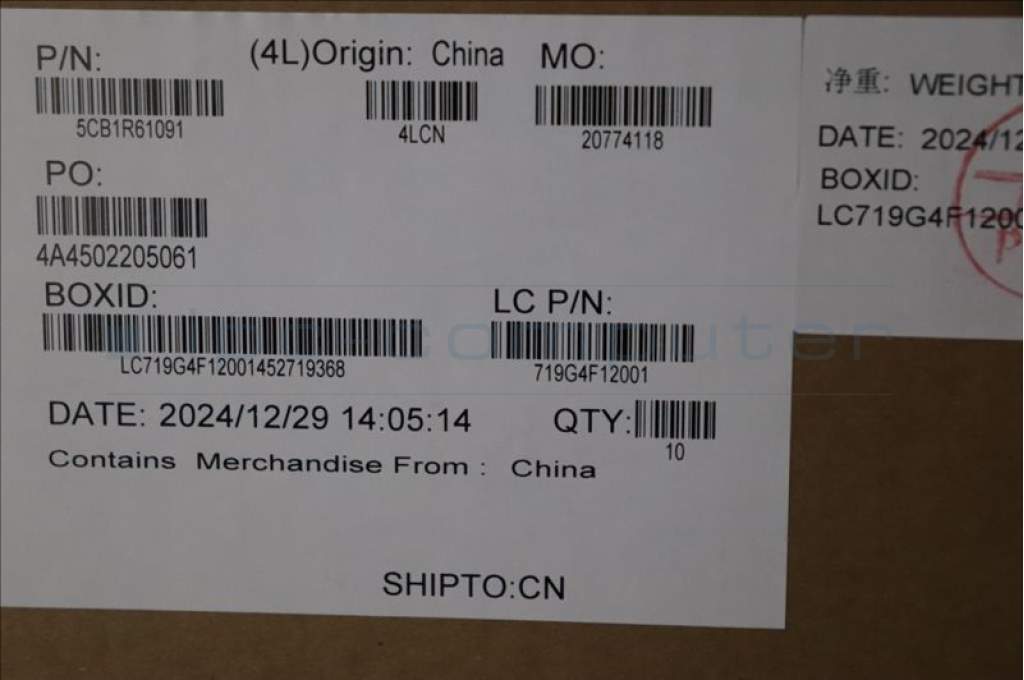 P/N: (4L)Origin: China MO:
5CB1R61091 4LCN 20774118
PO:
4A4502205061
BOXID: LC P/N:
LC719G4F12001452719368 719G4F12001
DATE: 2024/12/29 14:05:14 QTY:
10
Contains Merchandise From : China
SHIPTO:CN
净重: WEIGHT
DATE: 2024/12
BOXID:
LC719G4F1200
computer